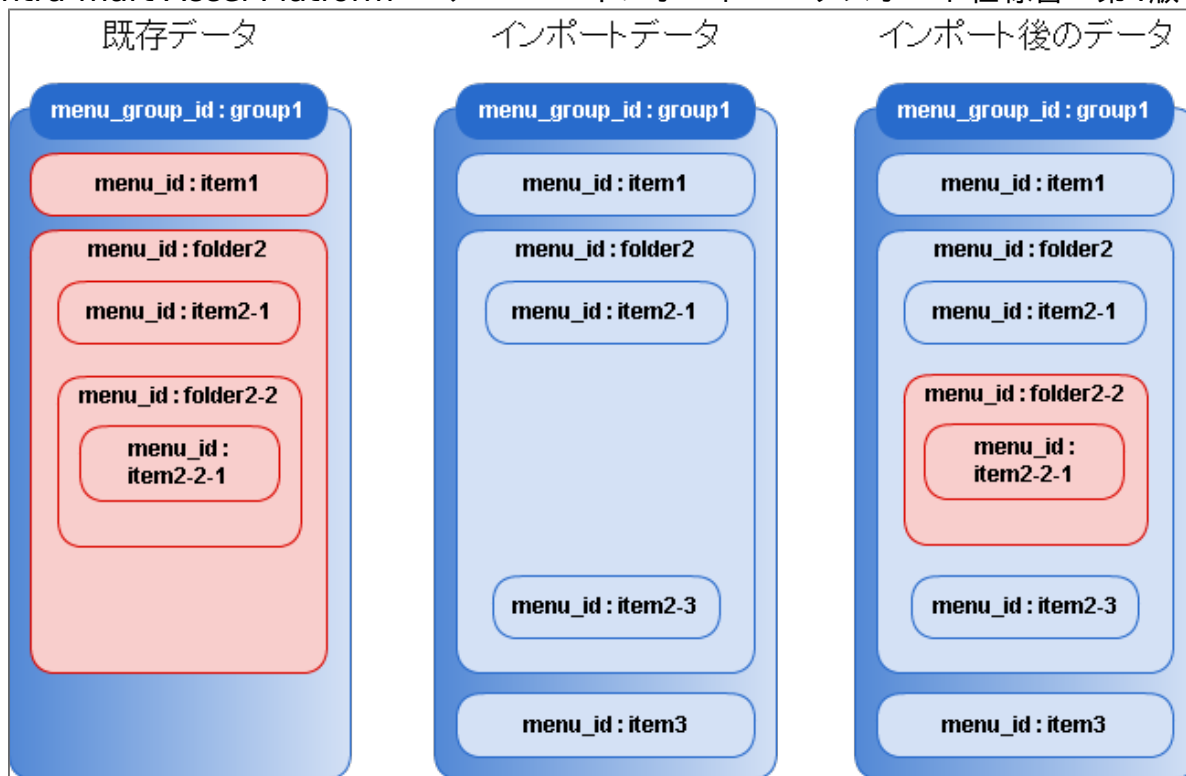 既存データ
menu_group_id : group1
menu_id : item1
menu_id : folder2
menu_id : item2-1
menu_id : folder2-2
menu_id :
item2-2-1
インポートデータ
menu_group_id : group1
menu_id : item1
menu_id : folder2
menu_id : item2-1
menu_id : item2-3
menu_id : item3
インポート後のデータ
menu_group_id : group1
menu_id : item1
menu_id : folder2
menu_id : item2-1
menu_id : folder2-2
menu_id :
item2-2-1
menu_id : item2-3
menu_id : item3